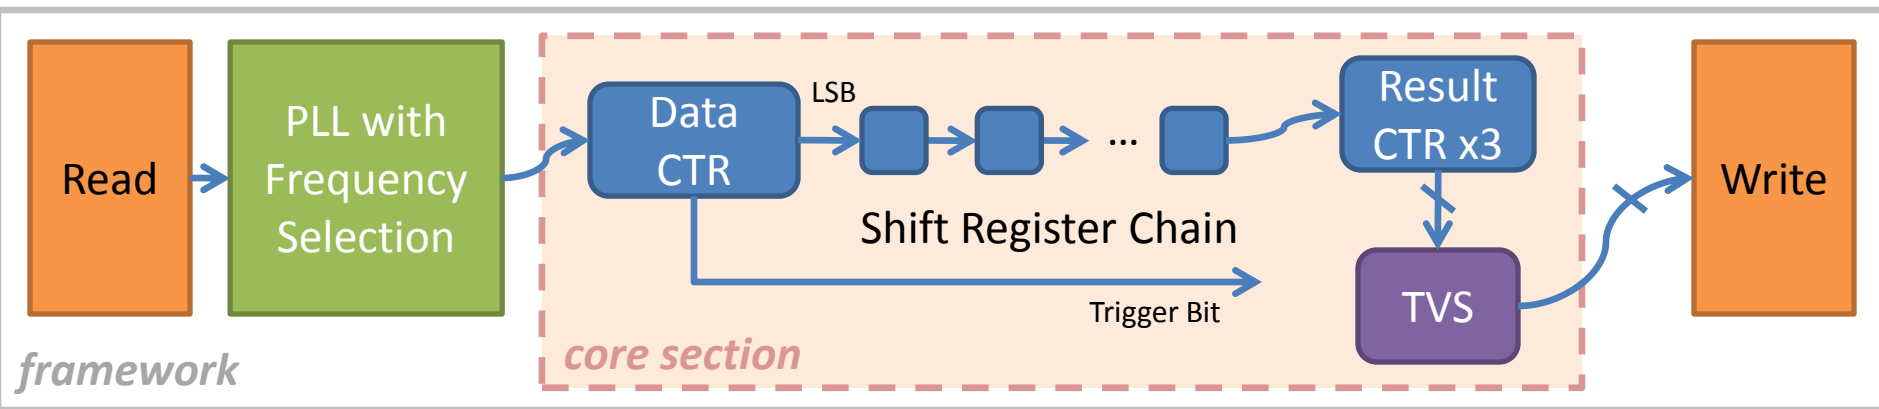 Read
PLL with
Frequency
Selection
Data
CTR
LSB
...
Result
CTR x3
Shift Register Chain
Trigger Bit
TVS
Write
core section
framework